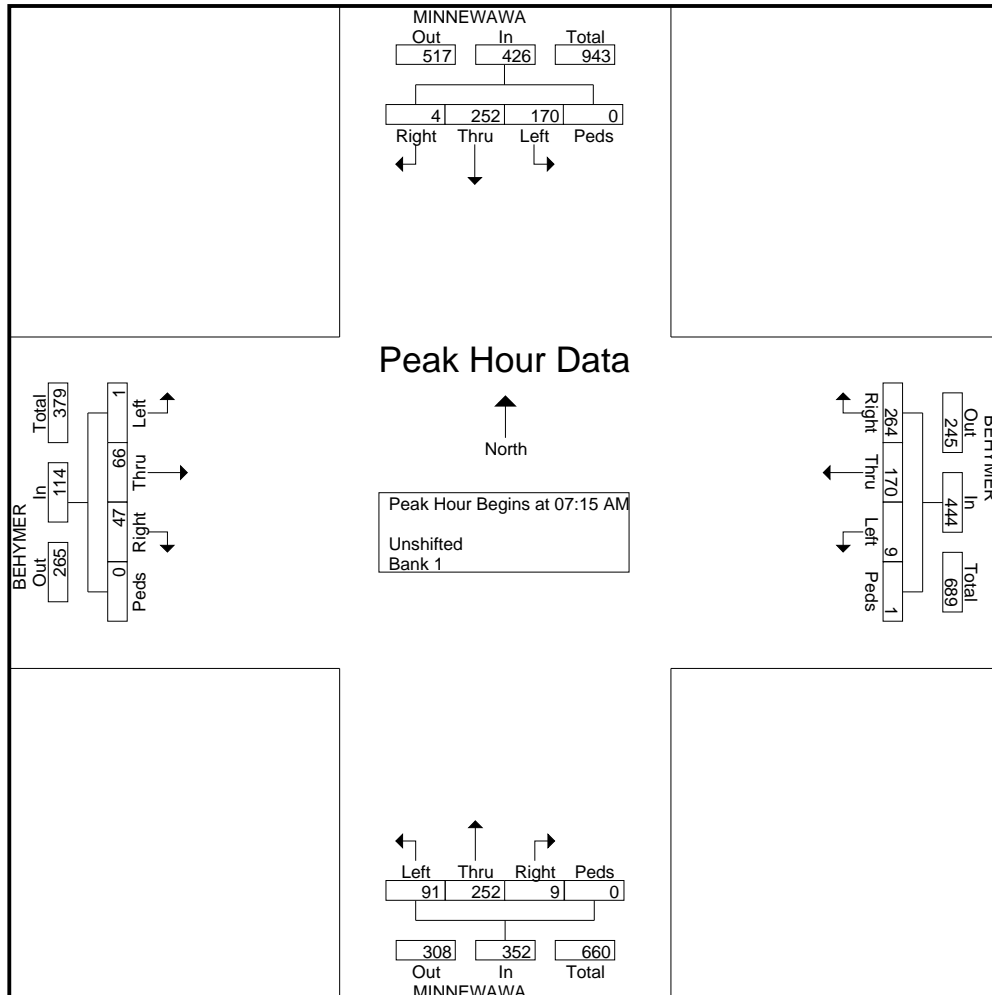 MINNEWAWA
Out In Total
517 426 943
4 252 170 0
Right Thru Left Peds
Peak Hour Data
North
Peak Hour Begins at 07:15 AM
Unshifted
Bank 1
BEHYMER
Out In Total
265 114 379
Left Thru Right Peds
1 66 47 0
BEHYMER
Out In Total
245 444 689
Right Thru Left Peds
264 170 9 1
Left Thru Right Peds
91 252 9 0
308 352 660
Out In Total
MINNEWAWA